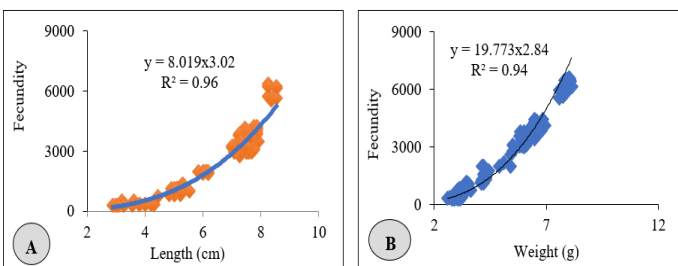 9000
y = 8.019x3.02
R² = 0.96
6000
Fecundity
3000
0
2 4 6 8 10
A
Length (cm)
9000
y = 19.773x2.84
R² = 0.94
6000
Fecundity
3000
0
2 7 12
B
Weight (g)